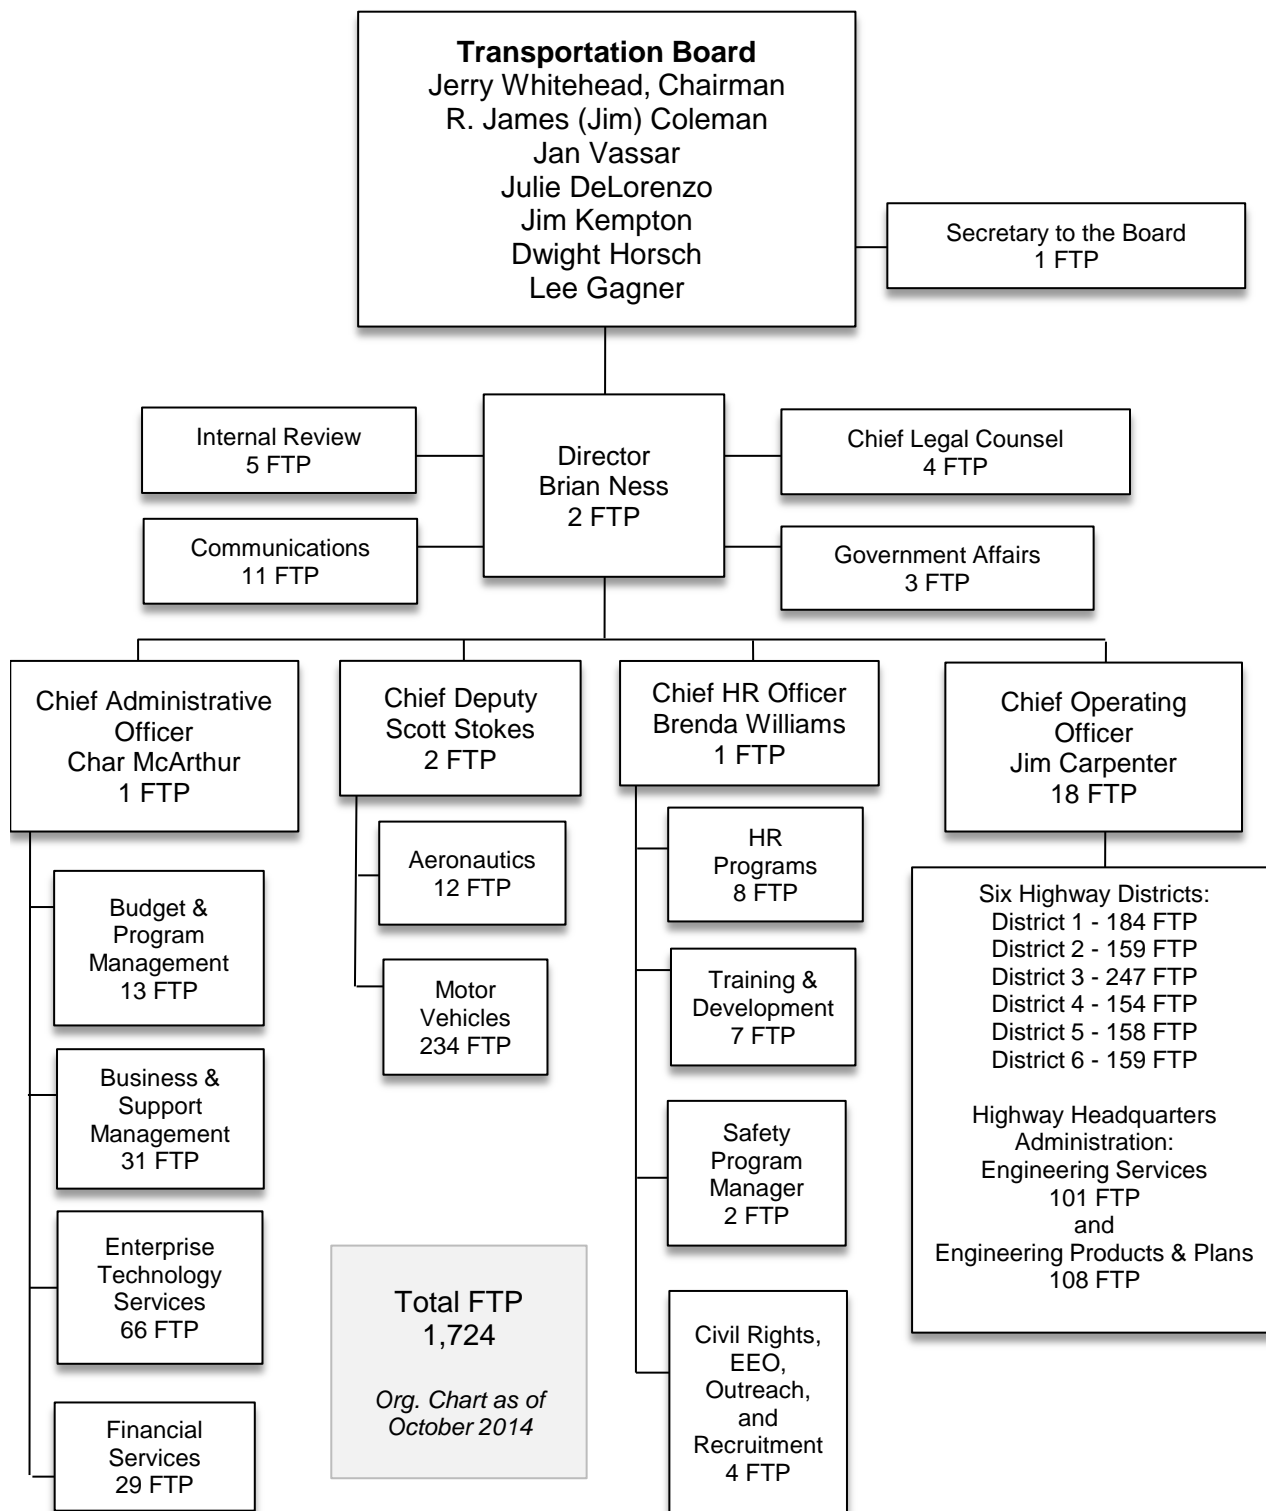 Transportation Board
Jerry Whitehead, Chairman
R. James (Jim) Coleman
Jan Vassar
Julie DeLorenzo
Jim Kempton
Dwight Horsch
Lee Gagner
Secretary to the Board
1 FTP
Internal Review
5 FTP
Director
Brian Ness
2 FTP
Chief Legal Counsel
4 FTP
Communications
11 FTP
Government Affairs
3 FTP
Chief Administrative
Officer
Char McArthur
1 FTP
Chief Deputy
Scott Stokes
2 FTP
Chief HR Officer
Brenda Williams
1 FTP
Chief Operating
Officer
Jim Carpenter
18 FTP
Budget &
Program
Management
13 FTP
Business &
Support
Management
31 FTP
Enterprise
Technology
Services
66 FTP
Financial
Services
29 FTP
Aeronautics
12 FTP
Motor
Vehicles
234 FTP
HR
Programs
8 FTP
Training &
Development
7 FTP
Safety
Program
Manager
2 FTP
Civil Rights,
EEO,
Outreach,
and
Recruitment
4 FTP
Six Highway Districts:
District 1 - 184 FTP
District 2 - 159 FTP
District 3 - 247 FTP
District 4 - 154 FTP
District 5 - 158 FTP
District 6 - 159 FTP
Highway Headquarters
Administration:
Engineering Services
101 FTP
and
Engineering Products & Plans
108 FTP
Total FTP
1,724
Org. Chart as of
October 2014